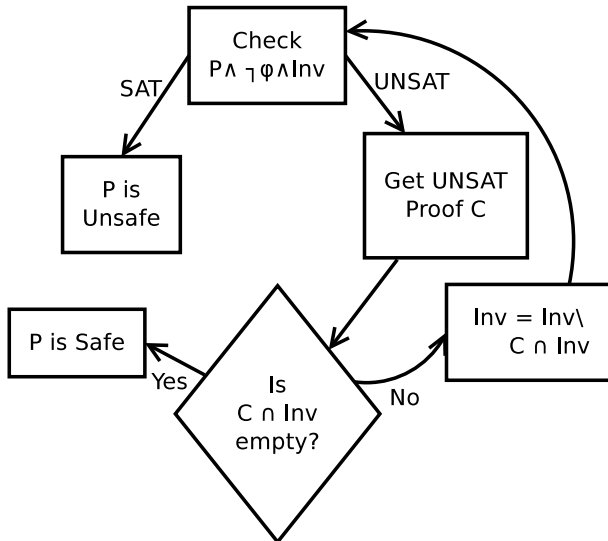 Check
P∧ ┐φ∧Inv
SAT
UNSAT
P is
Unsafe
Get UNSAT
Proof C
P is Safe
Inv = Inv\
C ∩ Inv
Yes
Is
C ∩ Inv
empty?
No